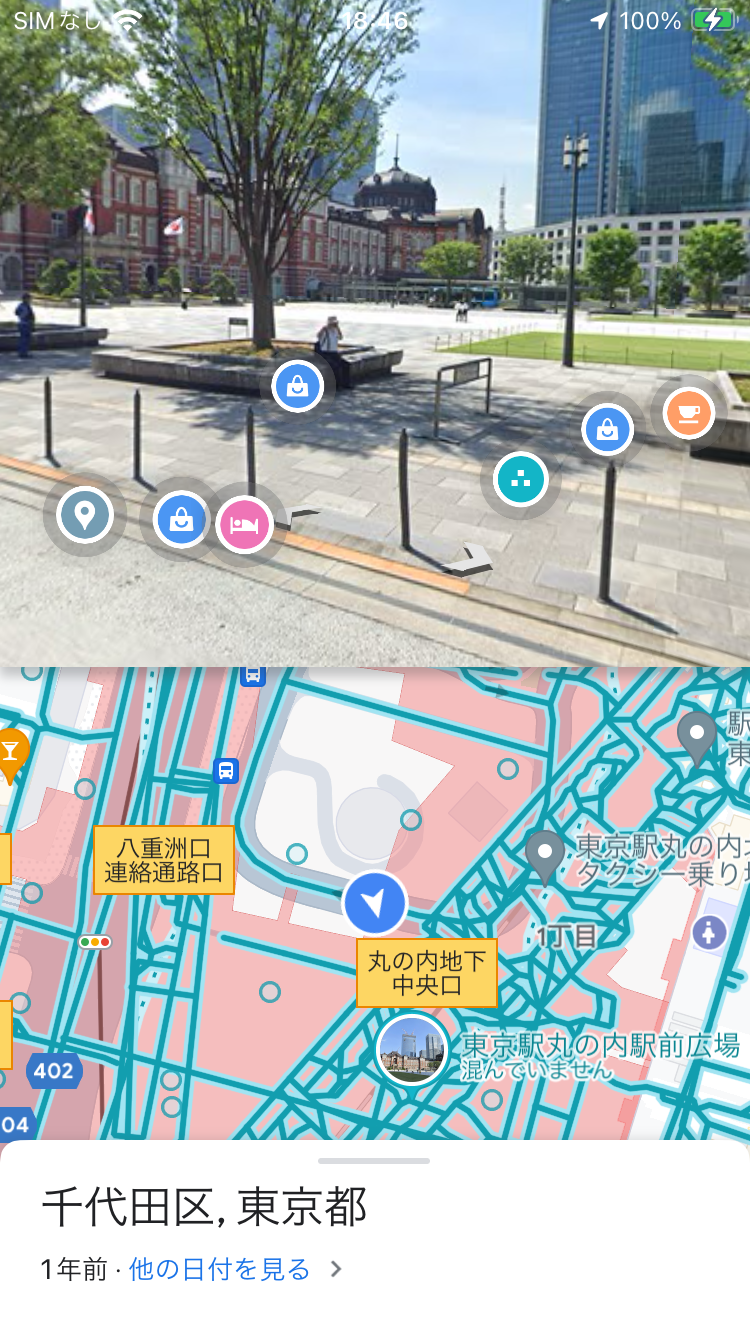 SIMなし
18:46
100%
駅
東
東京駅丸の内北
タクシー乗り場
八重洲口
連絡通路口
1丁目
丸の内地下
中央口
東京駅丸の内駅前広場
混んでいません
402
04
千代田区, 東京都
1年前 · 他の日付を見る